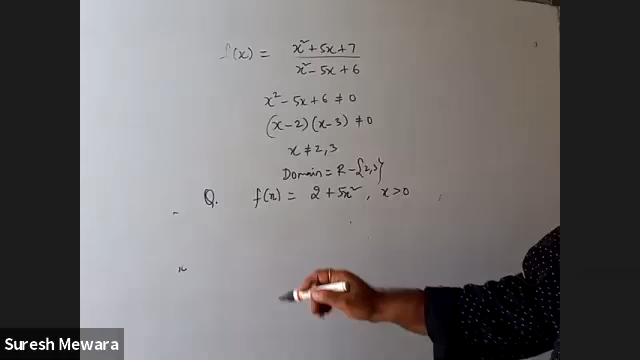 f(x) = x² + 5x + 7 / x² - 5x + 6
x² - 5x + 6 ≠ 0
(x-2)(x-3) ≠ 0
x ≠ 2,3
Domain = R - {2,3}
Q. f(x) = 2 + 5x², x>0
x
Suresh Mewara